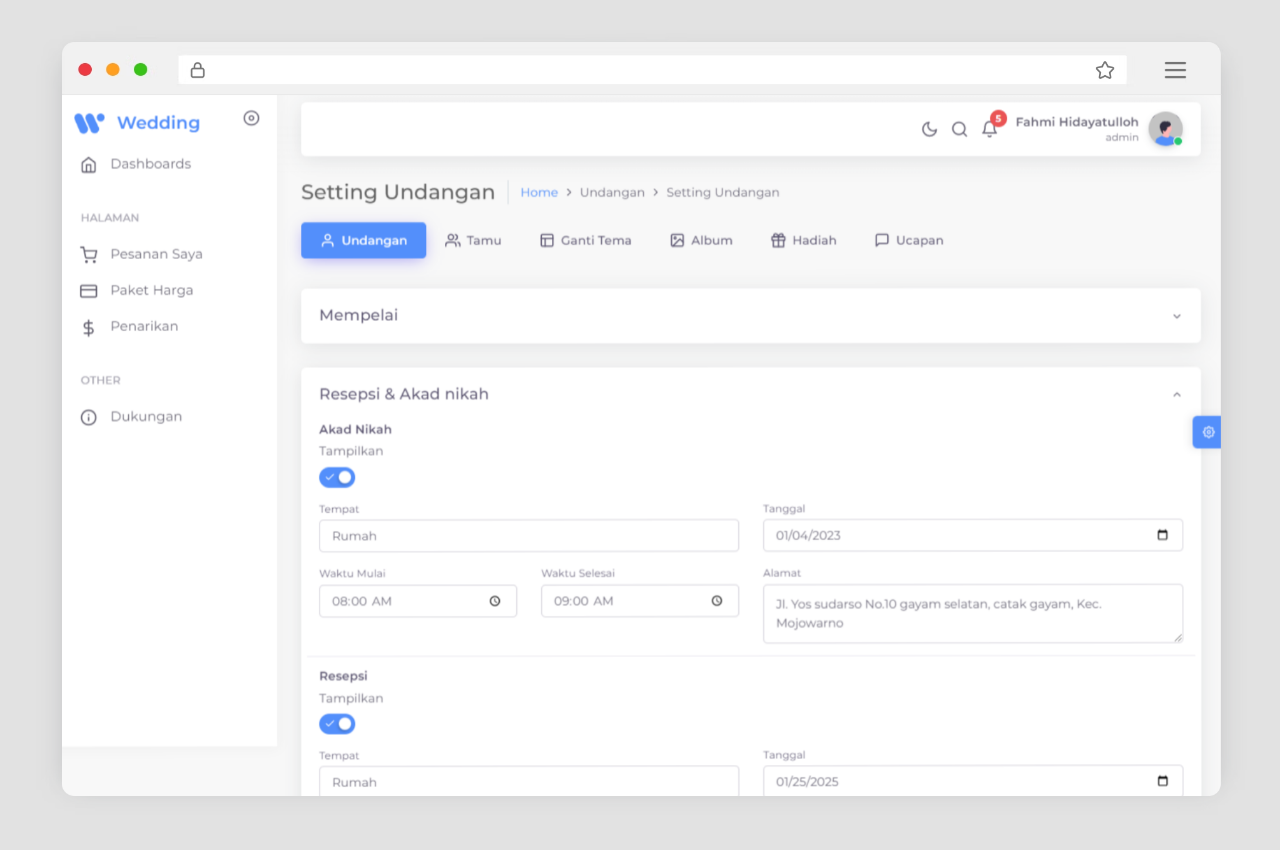 Wedding
Dashboards
HALAMAN
Pesanan Saya
Paket Harga
Penarikan
OTHER
Dukungan
5
Fahmi Hidayatulloh
admin
Setting Undangan
Home > Undangan > Setting Undangan
Undangan Tamu Ganti Tema Album Hadiah Ucapan
Mempelai
Resepsi & Akad nikah
Akad Nikah
Tampilkan
Tempat
Rumah
Tanggal
01/04/2023
Waktu Mulai
08:00 AM
Waktu Selesai
09:00 AM
Alamat
Jl. Yos sudarso No.10 gayam selatan, catak gayam, Kec.
Mojowarno
Resepsi
Tampilkan
Tempat
Rumah
Tanggal
01/25/2025